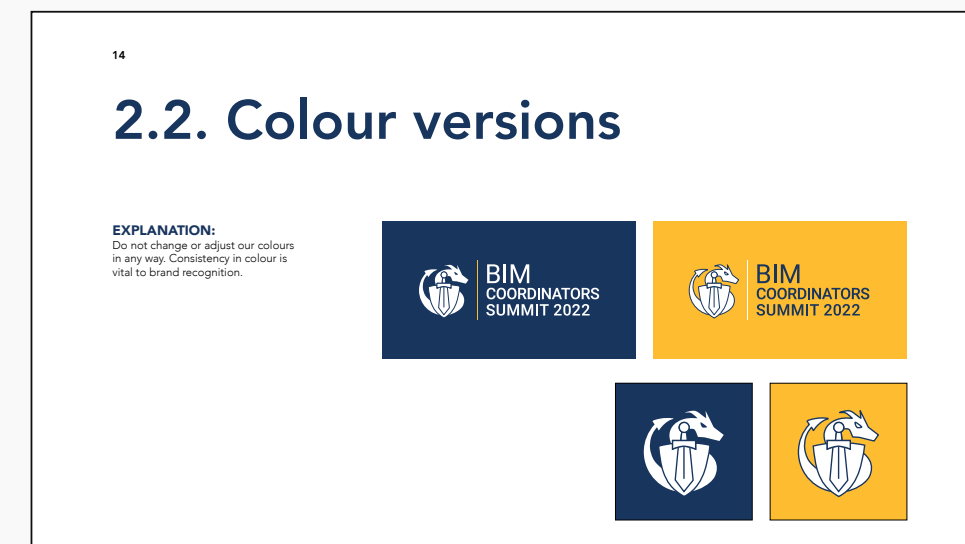 14
2.2. Colour versions
EXPLANATION:
Do not change or adjust our colours
in any way. Consistency in colour is
vital to brand recognition.
BIM
COORDINATORS
SUMMIT 2022
BIM
COORDINATORS
SUMMIT 2022